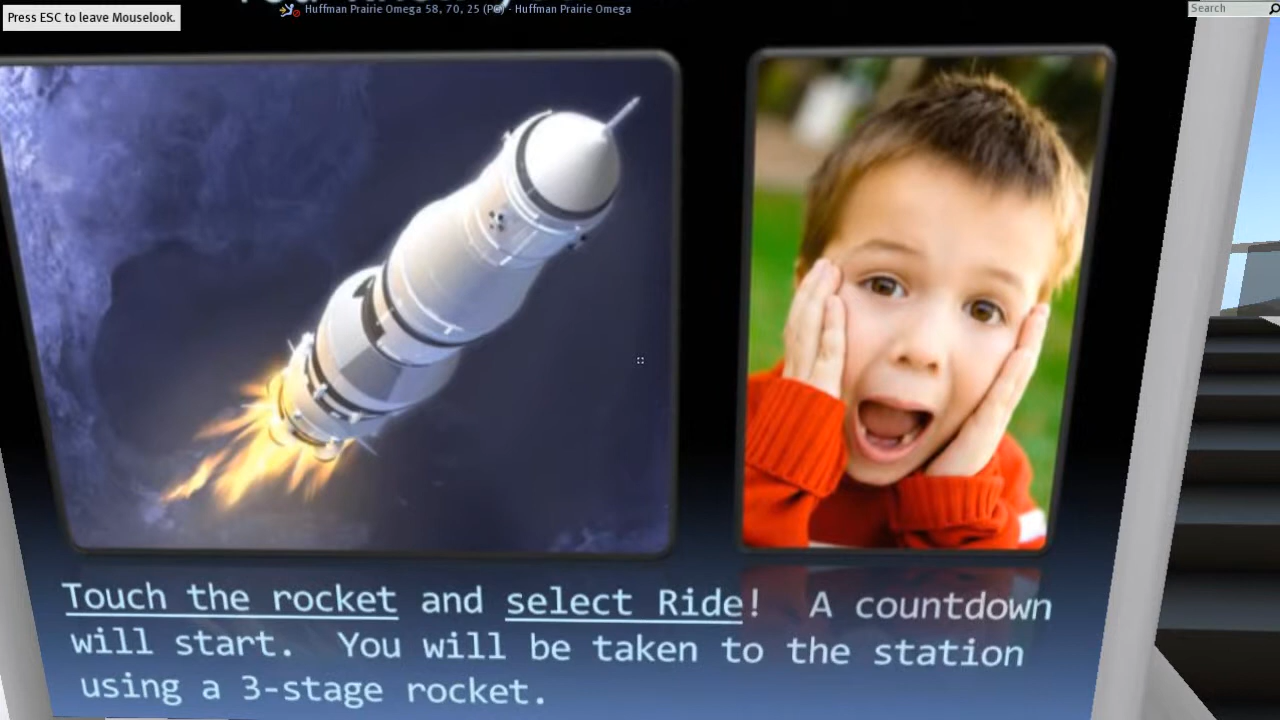 Press ESC to leave Mouselook.
Huffman Prairie Omega 58, 70, 25 (PG) - Huffman Prairie Omega
Search
Touch the rocket and select Ride! A countdown
will start. You will be taken to the station
using a 3-stage rocket.